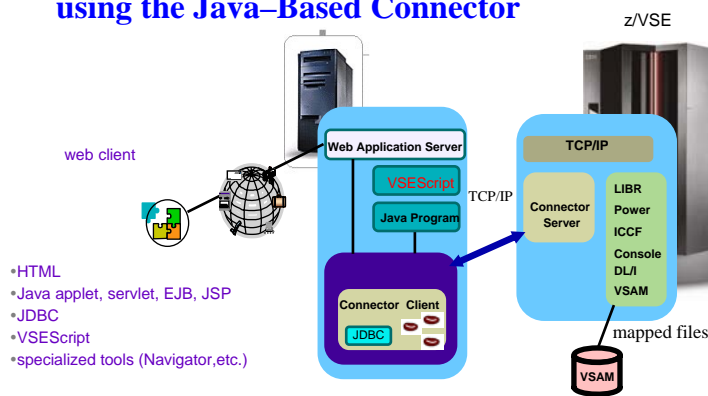 using the Java–Based Connector
z/VSE
web client
Web Application Server
VSEScript
Java Program
TCP/IP
TCP/IP
Connector
Server
LIBR
Power
ICCF
Console
DL/I
VSAM
•HTML
•Java applet, servlet, EJB, JSP
•JDBC
•VSEScript
•specialized tools (Navigator,etc.)
Connector Client
JDBC
mapped files
VSAM